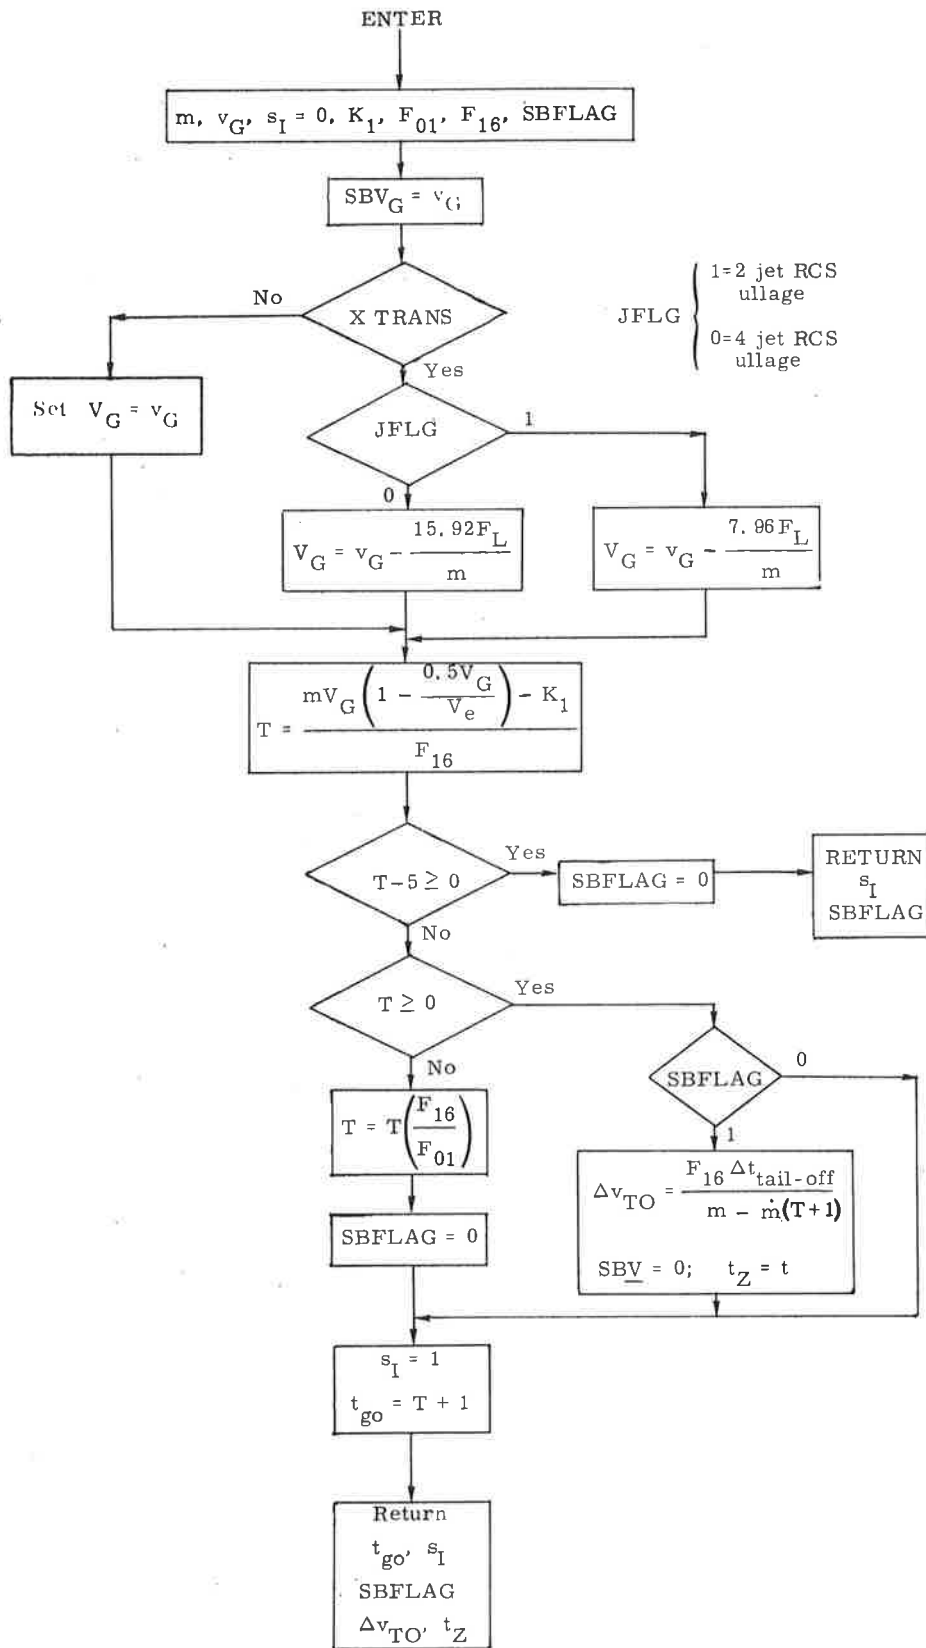 ENTER
m, v_G, s_I = 0, K_1, F_01, F_16, SBFLAG
SBV_G = v_G
No
X TRANS
Yes
JFLG { 1=2 jet RCS
ullage
0=4 jet RCS
ullage
Set V_G = v_G
JFLG
1
0
V_G = v_G - 15.92F_L / m
V_G = v_G - 7.96F_L / m
T = (mV_G (1 - 0.5V_G / V_e) - K_1) / F_16
T-5 ≥ 0
Yes
SBFLAG = 0
RETURN
s_I
SBFLAG
No
T ≥ 0
Yes
SBFLAG
0
No
1
T = T(F_16 / F_01)
Δv_TO = F_16 Δt_tail-off / m - ṁ(T+1)
SBFLAG = 0
SBV = 0; t_Z = t
s_I = 1
t_go = T + 1
Return
t_go, s_I
SBFLAG
Δv_TO, t_Z